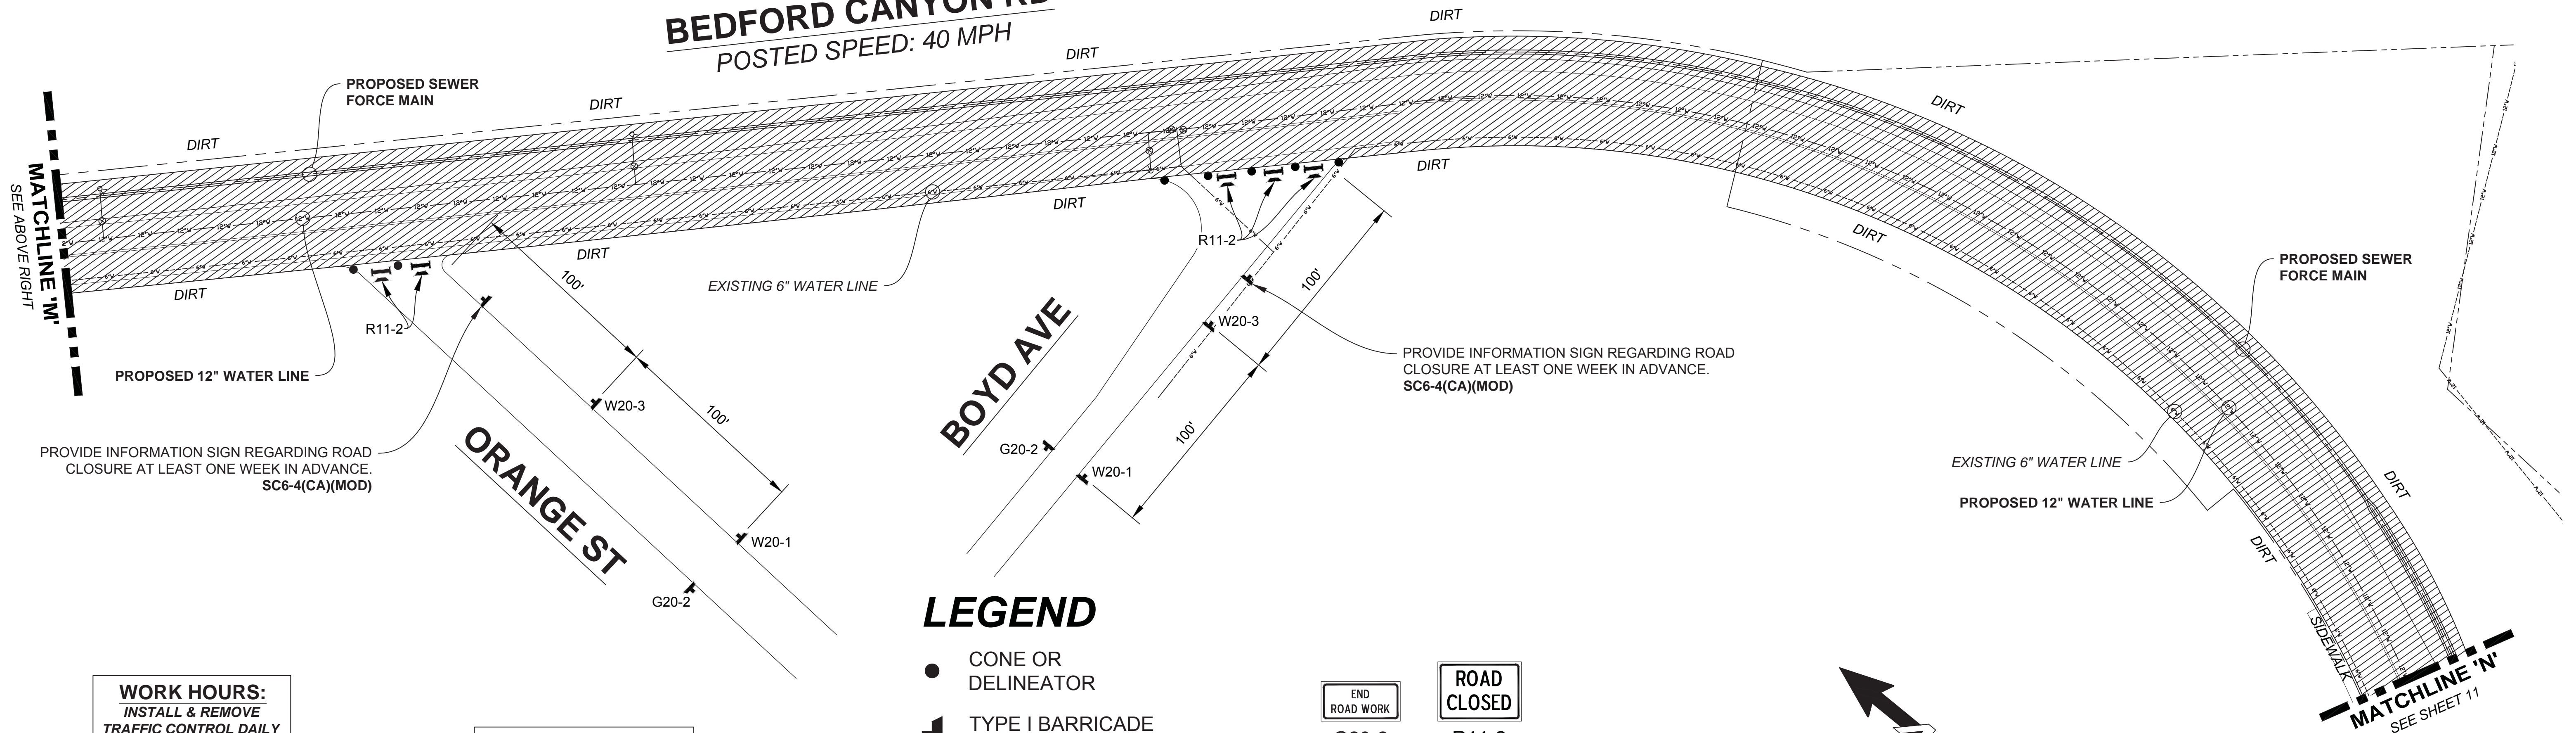 BEDFORD CANYON RD
POSTED SPEED: 40 MPH
DIRT
DIRT
DIRT
DIRT
DIRT
PROPOSED SEWER
FORCE MAIN
MATCHLINE 'M'
SEE ABOVE RIGHT
12"W
6"W
DIRT
DIRT
DIRT
DIRT
DIRT
R11-2
100'
EXISTING 6" WATER LINE
PROPOSED 12" WATER LINE
W20-3
100'
PROVIDE INFORMATION SIGN REGARDING ROAD
CLOSURE AT LEAST ONE WEEK IN ADVANCE.
SC6-4(CA)(MOD)
ORANGE ST
W20-1
G20-2
R11-2
100'
W20-3
BOYD AVE
PROVIDE INFORMATION SIGN REGARDING ROAD
CLOSURE AT LEAST ONE WEEK IN ADVANCE.
SC6-4(CA)(MOD)
100'
G20-2
W20-1
PROPOSED SEWER
FORCE MAIN
EXISTING 6" WATER LINE
PROPOSED 12" WATER LINE
DIRT
DIRT
SIDEWALK
MATCHLINE 'N'
SEE SHEET 11
WORK HOURS:
INSTALL & REMOVE
TRAFFIC CONTROL DAILY
LEGEND
CONE OR
DELINEATOR
TYPE I BARRICADE
END
ROAD WORK
G20-2
ROAD
CLOSED
R11-2